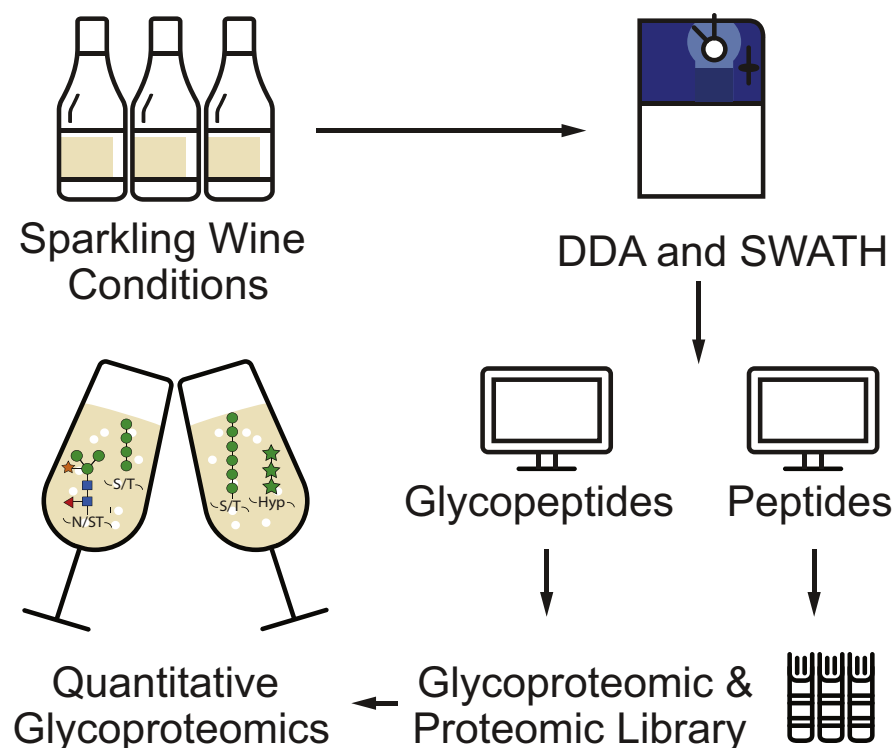 Sparkling Wine
Conditions
DDA and SWATH
Glycopeptides
Peptides
S/T
N/ST
S/T
Hyp
Glycoproteomic &
Proteomic Library
Quantitative
Glycoproteomics